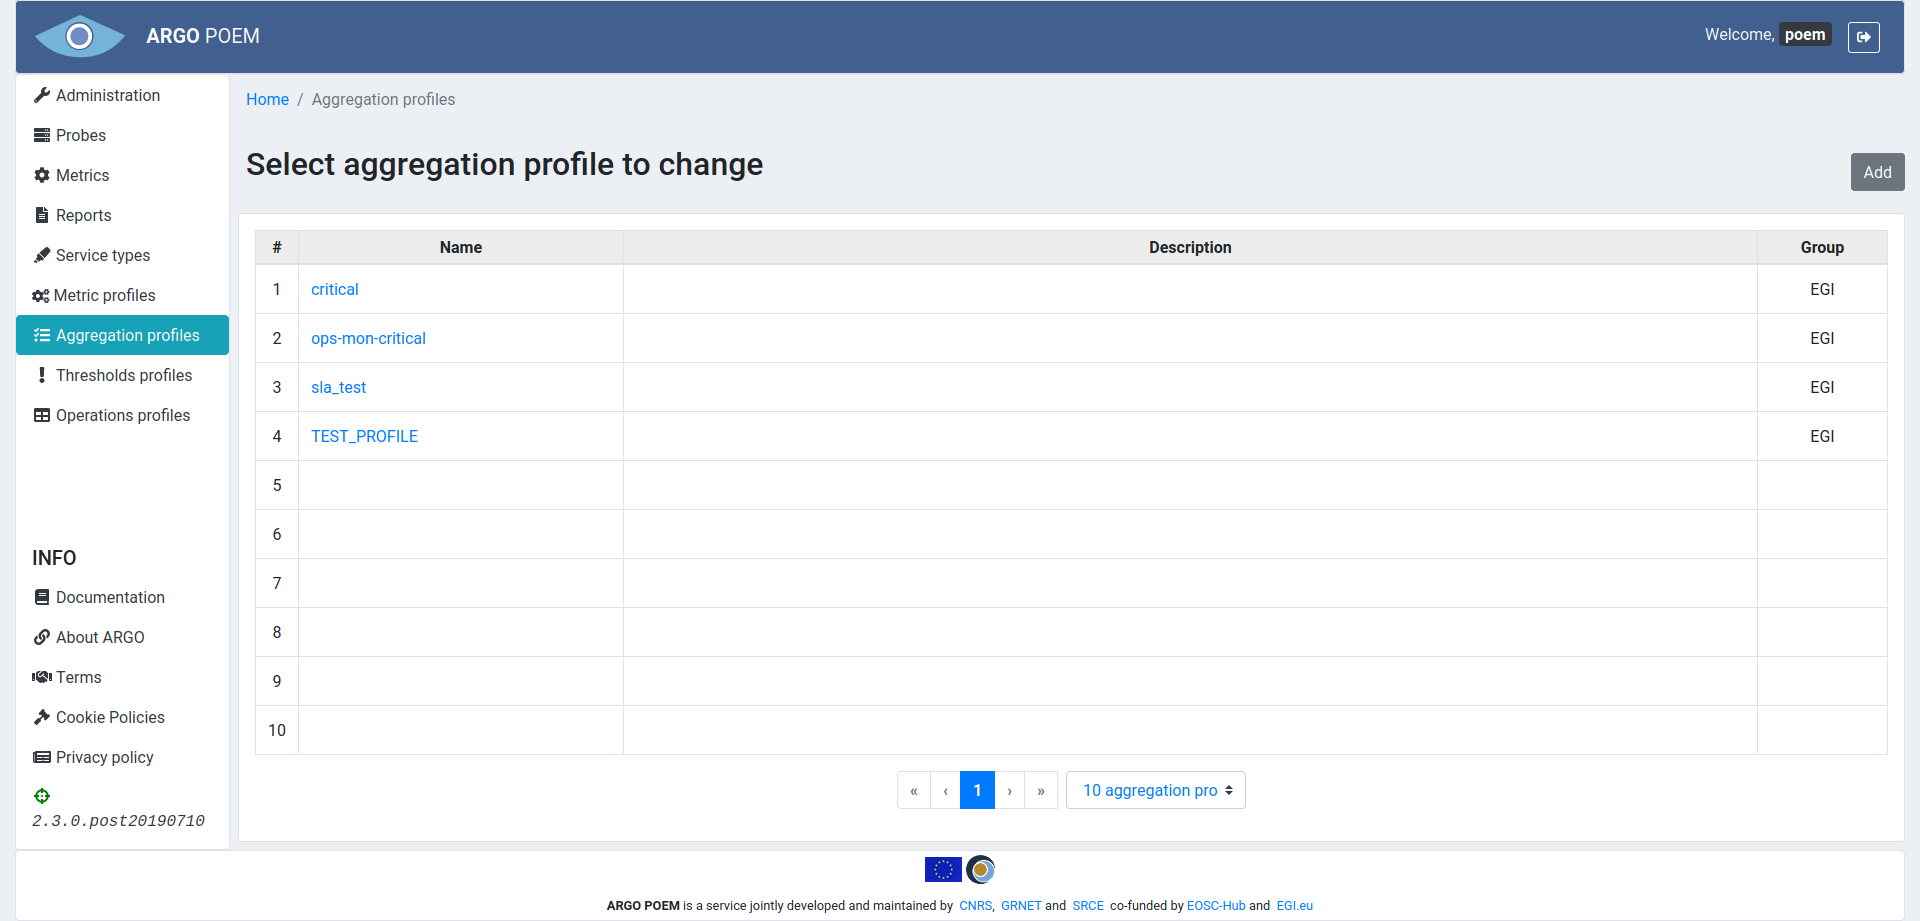 ARGO POEM
Welcome, poem
Administration
Probes
Metrics
Reports
Service types
Metric profiles
Aggregation profiles
Thresholds profiles
Operations profiles
INFO
Documentation
About ARGO
Terms
Cookie Policies
Privacy policy
2.3.0.post20190710
Home / Aggregation profiles
Select aggregation profile to change
Add
# Name Description Group
1 critical EGI
2 ops-mon-critical EGI
3 sla_test EGI
4 TEST_PROFILE EGI
5
6
7
8
9
10
« ‹ 1 › » 10 aggregation pro
ARGO POEM is a service jointly developed and maintained by CNRS, GRNET and SRCE co-funded by EOSC-Hub and EGI.eu